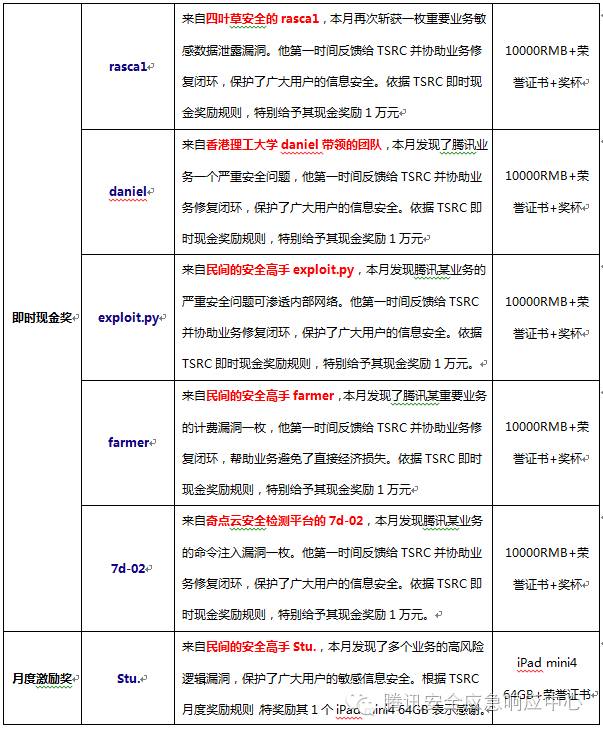 即时现金奖
rasca1
来自四叶草安全的 rasca1，本月再次斩获一枚重要业务敏
感数据泄露漏洞。他第一时间反馈给 TSRC 并协助业务修
复闭环，保护了广大用户的信息安全。依据 TSRC 即时现
金奖励规则，特别给予其现金奖励 1 万元
10000RMB+荣
誉证书+奖杯
daniel
来自香港理工大学 daniel 带领的团队，本月发现了腾讯业
务一个严重安全问题，他第一时间反馈给 TSRC 并协助业
务修复闭环，保护了广大用户的信息安全。依据 TSRC 即
时现金奖励规则，特别给予其现金奖励 1 万元
10000RMB+荣
誉证书+奖杯
exploit.py
来自民间的安全高手 exploit.py，本月发现腾讯某业务的
严重安全问题可渗透内部网络。他第一时间反馈给 TSRC
并协助业务修复闭环，保护了广大用户的信息安全。依据
TSRC 即时现金奖励规则，特别给予其现金奖励 1 万元。
10000RMB+荣
誉证书+奖杯
farmer
来自民间的安全高手 farmer，本月发现了腾讯某重要业务
的计费漏洞一枚，他第一时间反馈给 TSRC 并协助业务修
复闭环，帮助业务避免了直接经济损失。依据 TSRC 即时
现金奖励规则，特别给予其现金奖励 1 万元
10000RMB+荣
誉证书+奖杯
7d-02
来自奇点云安全检测平台的 7d-02，本月发现腾讯某业务
的命令注入漏洞一枚。他第一时间反馈给 TSRC 并协助业
务修复闭环，保护了广大用户的信息安全。依据 TSRC 即
时现金奖励规则，特别给予其现金奖励 1 万元。
10000RMB+荣
誉证书+奖杯
月度激励奖
Stu.
来自民间的安全高手 Stu.，本月发现了多个业务的高风险
逻辑漏洞，保护了广大用户的敏感信息安全。根据 TSRC
月度奖励规则,特奖励其 1 个 iPad mini4 64GB 表示感谢。
iPad mini4
64GB+荣誉证书
腾讯安全应急响应中心